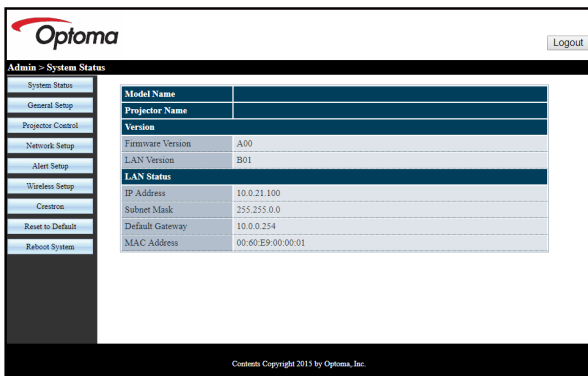 Optoma
Logout
Admin > System Status
System Status
General Setup
Projector Control
Network Setup
Alert Setup
Wireless Setup
Crestron
Reset to Default
Reboot System
Model Name
Projector Name
Version
Firmware Version A00
LAN Version B01
LAN Status
IP Address 10.0.21.100
Subnet Mask 255.255.0.0
Default Gateway 10.0.0.254
MAC Address 00:60:E9:00:00:01
Contents Copyright 2015 by Optoma, Inc.